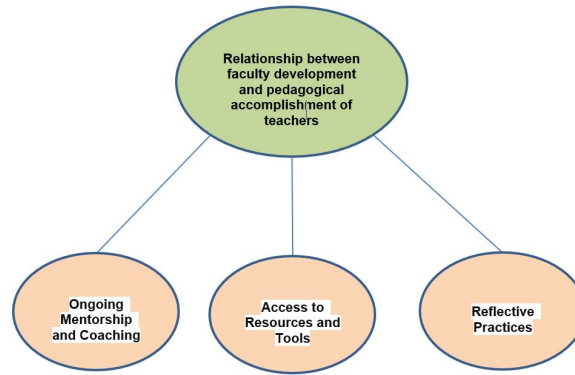 Relationship between
faculty development
and pedagogical
accomplishment of
teachers
Ongoing
Mentorship
and Coaching
Access to
Resources and
Tools
Reflective
Practices